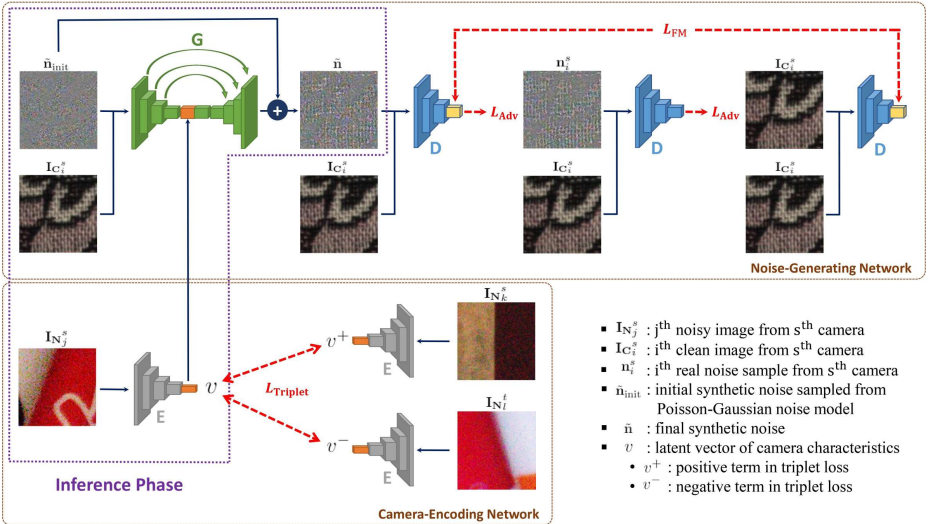 G
L_FM
ñ_init
ñ
n_i^s
I_C_i^s
+
L_Adv
L_Adv
D
D
D
I_C_i^s
I_C_i^s
I_C_i^s
I_C_i^s
Noise-Generating Network
I_N_j^s
E
v
L_Triplet
v^+
E
I_N_k^s
v^-
E
I_N_l^t
Inference Phase
Camera-Encoding Network
▪ I_N_j^s : j^th noisy image from s^th camera
▪ I_C_i^s : i^th clean image from s^th camera
▪ n_i^s : i^th real noise sample from s^th camera
▪ ñ_init : initial synthetic noise sampled from
Poisson-Gaussian noise model
▪ ñ : final synthetic noise
▪ v : latent vector of camera characteristics
• v^+ : positive term in triplet loss
• v^- : negative term in triplet loss